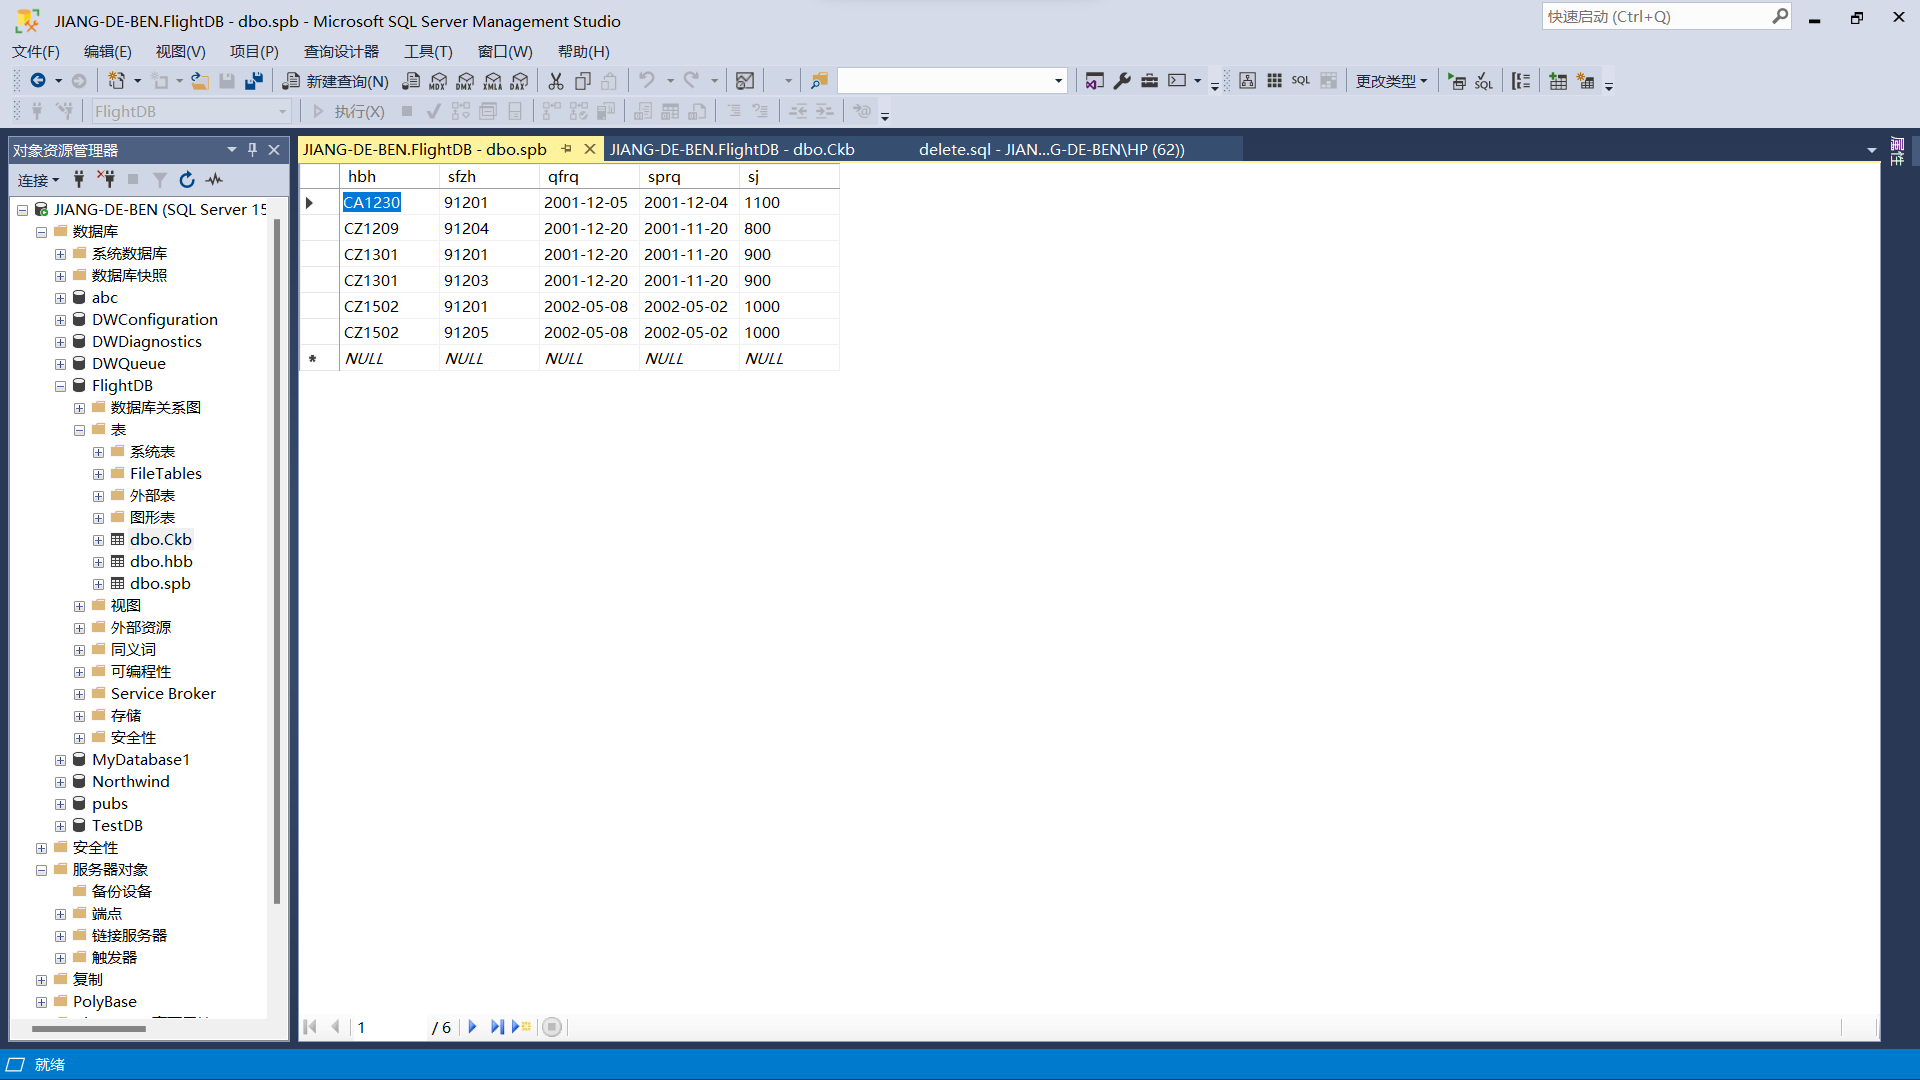 JIANG-DE-BEN.FlightDB - dbo.spb - Microsoft SQL Server Management Studio
快速启动 (Ctrl+Q)
文件(F) 编辑(E) 视图(V) 项目(P) 查询设计器 工具(T) 窗口(W) 帮助(H)
新建查询(N) MDX DMX XMLA DAX SQL 更改类型 SQL
FlightDB 执行(X)
对象资源管理器
连接
JIANG-DE-BEN (SQL Server 15
数据库
系统数据库
数据库快照
abc
DWConfiguration
DWDiagnostics
DWQueue
FlightDB
数据库关系图
表
系统表
FileTables
外部表
图形表
dbo.Ckb
dbo.hbb
dbo.spb
视图
外部资源
同义词
可编程性
Service Broker
存储
安全性
MyDatabase1
Northwind
pubs
TestDB
安全性
服务器对象
备份设备
端点
链接服务器
触发器
复制
PolyBase
JIANG-DE-BEN.FlightDB - dbo.spb JIANG-DE-BEN.FlightDB - dbo.Ckb delete.sql - JIAN...G-DE-BEN\HP (62))
hbh sfzh qfrq sprq sj
CA1230 91201 2001-12-05 2001-12-04 1100
CZ1209 91204 2001-12-20 2001-11-20 800
CZ1301 91201 2001-12-20 2001-11-20 900
CZ1301 91203 2001-12-20 2001-11-20 900
CZ1502 91201 2002-05-08 2002-05-02 1000
CZ1502 91205 2002-05-08 2002-05-02 1000
NULL NULL NULL NULL NULL
1 / 6
属性
就绪